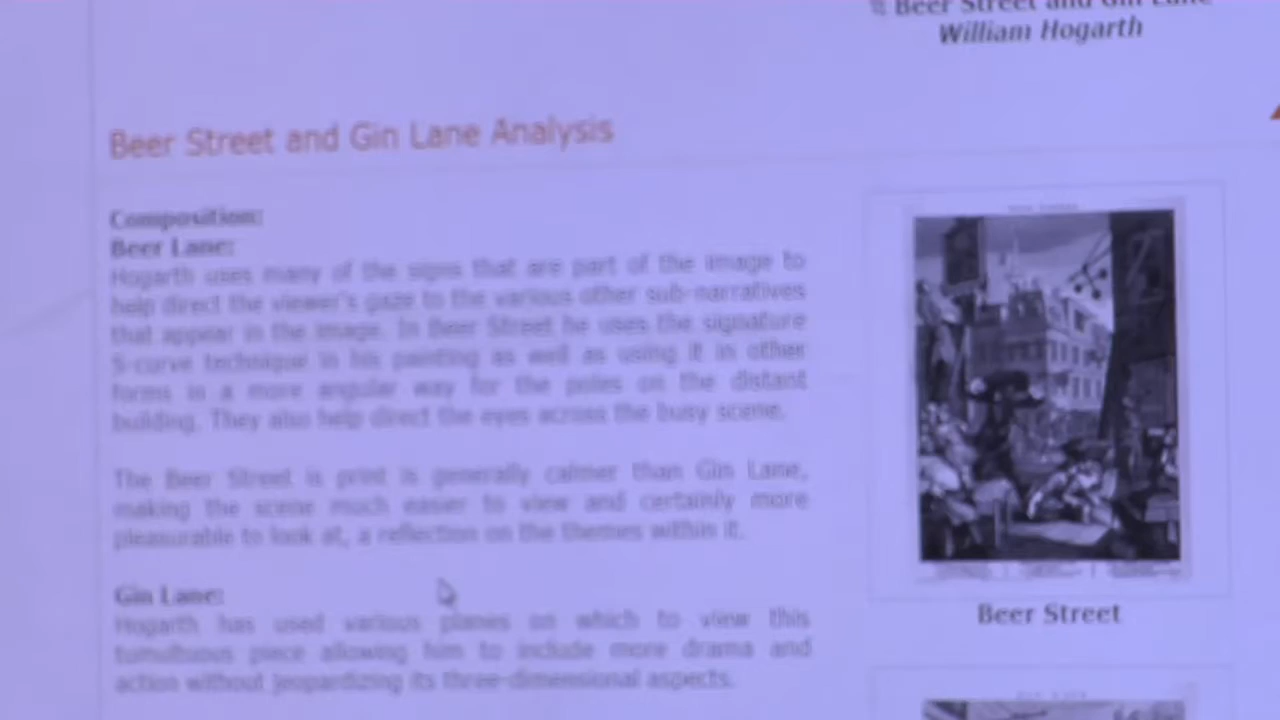 Beer Street and Gin Lane
William Hogarth
Beer Street and Gin Lane Analysis
Composition:
Beer Lane:
Hogarth uses many of the signs that are part of the image to
help direct the viewer's gaze to the various other sub-narratives
that appear in the image. In Beer Street he uses the signature
S-curve technique in his painting as well as using it in other
forms in a more angular way for the poles on the distant
building. They also help direct the eyes across the busy scene.
The Beer Street is print is generally calmer than Gin Lane,
making the scene much easier to view and certainly more
pleasurable to look at, a reflection on the themes within it.
Gin Lane:
Hogarth has used various planes on which to view this
tumultuous piece allowing him to include more drama and
action without jeopardizing its three-dimensional aspects.
Beer Street